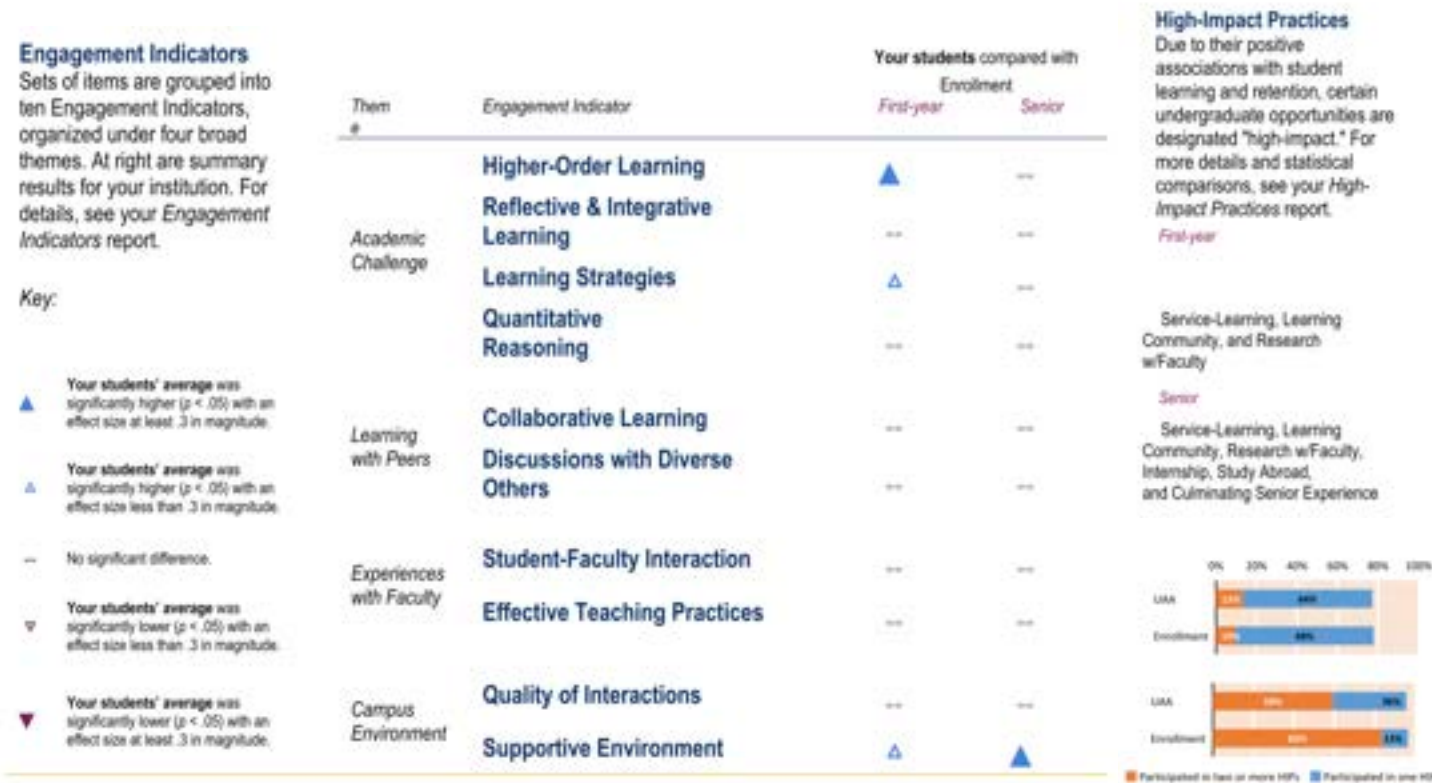 Engagement Indicators
Sets of items are grouped into
ten Engagement Indicators,
organized under four broad
themes. At right are summary
results for your institution. For
details, see your Engagement
Indicators report.
Key:
Your students' average was
significantly higher (p < .05) with an
effect size at least .3 in magnitude.
Your students' average was
significantly higher (p < .05) with an
effect size less than .3 in magnitude.
-- No significant difference.
Your students' average was
significantly lower (p < .05) with an
effect size less than .3 in magnitude.
Your students' average was
significantly lower (p < .05) with an
effect size at least .3 in magnitude.
Your students compared with
Enrollment
Them
e
Engagement Indicator
First-year
Senior
Academic
Challenge
Higher-Order Learning
--
Reflective & Integrative
Learning
-- --
Learning Strategies
--
Quantitative
Reasoning
-- --
Learning
with Peers
Collaborative Learning
-- --
Discussions with Diverse
Others
-- --
Experiences
with Faculty
Student-Faculty Interaction
-- --
Effective Teaching Practices
-- --
Campus
Environment
Quality of Interactions
-- --
Supportive Environment
High-Impact Practices
Due to their positive
associations with student
learning and retention, certain
undergraduate opportunities are
designated "high-impact." For
more details and statistical
comparisons, see your High-
Impact Practices report.
First-year
Service-Learning, Learning
Community, and Research
w/Faculty
Senior
Service-Learning, Learning
Community, Research w/Faculty,
Internship, Study Abroad,
and Culminating Senior Experience
0% 20% 40% 60% 80% 100%
UAA
Enrollment
UAA
Enrollment
Participated in two or more HIPs
Participated in one